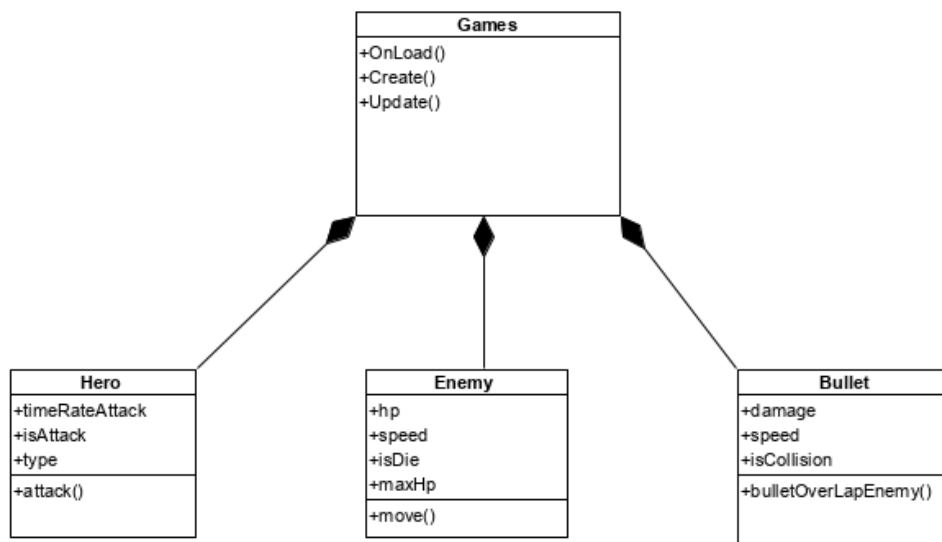 Games
+OnLoad()
+Create()
+Update()
Hero
+timeRateAttack
+isAttack
+type
+attack()
Enemy
+hp
+speed
+isDie
+maxHp
+move()
Bullet
+damage
+speed
+isCollision
+bulletOverLapEnemy()